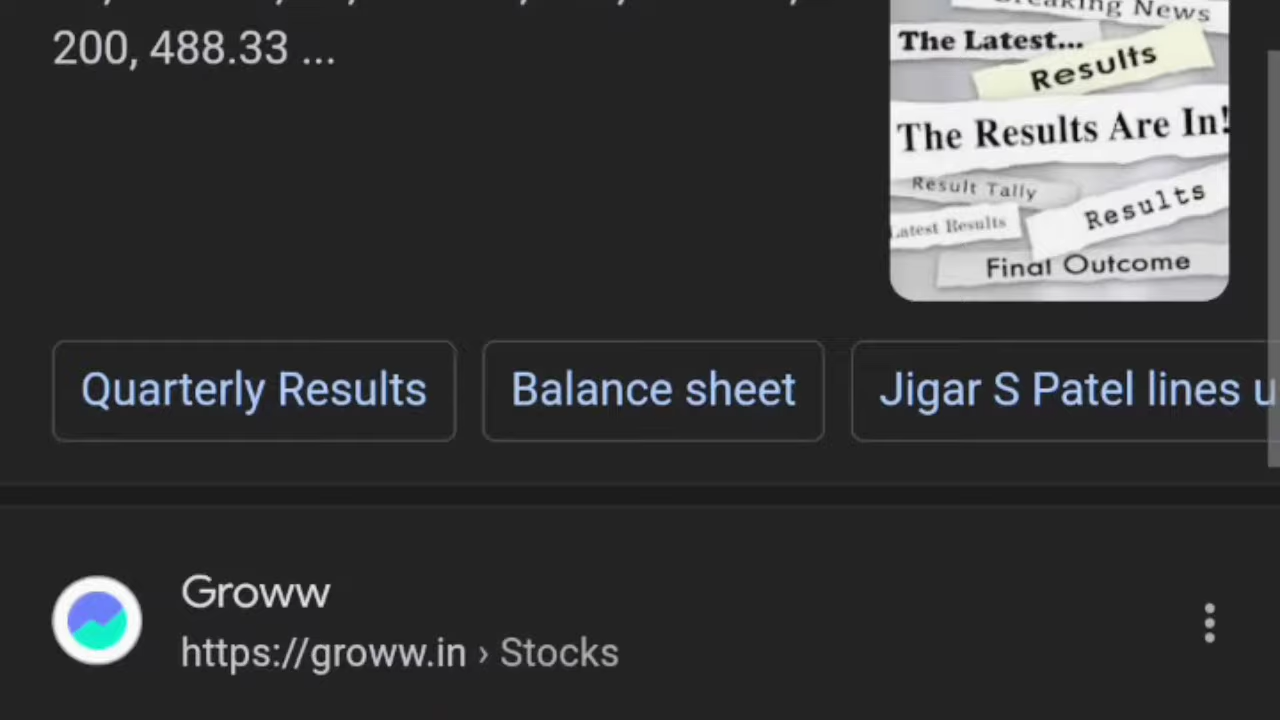 200, 488.33 ...
Breaking News
The Latest...
Results
The Results Are In!
Result Tally
Results
Latest Results
Final Outcome
Quarterly Results
Balance sheet
Jigar S Patel lines u
Groww
https://groww.in › Stocks